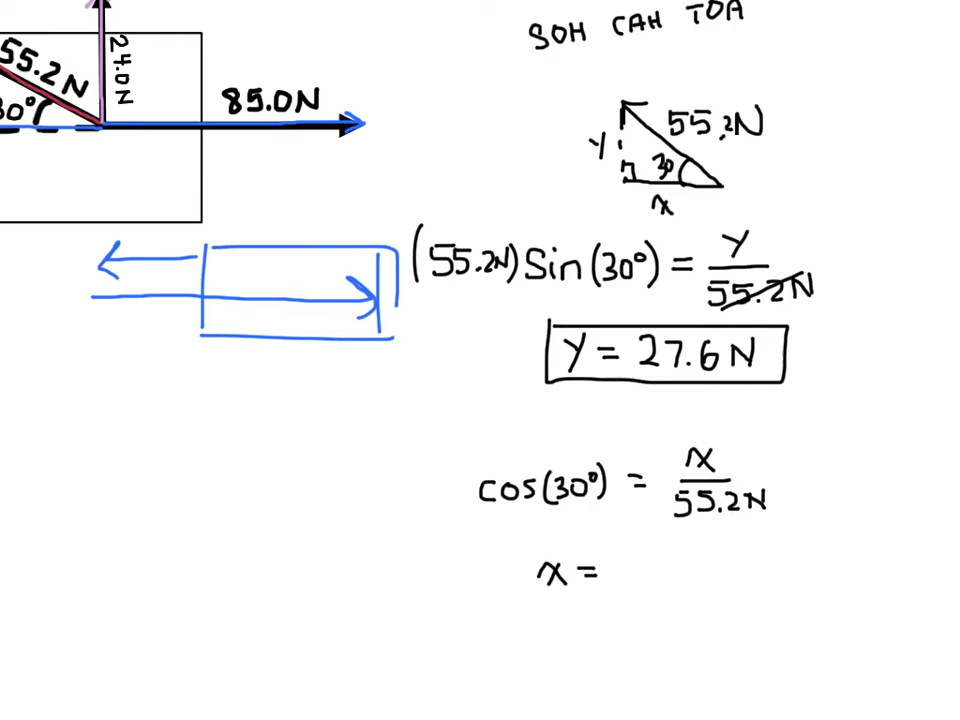 SOH CAH TOA
55.2N
24.0N
30°
85.0N
55.2N
Y
30
x
(55.2N) Sin (30°) = Y / 55.2N
Y = 27.6 N
cos(30°) = x / 55.2N
x =